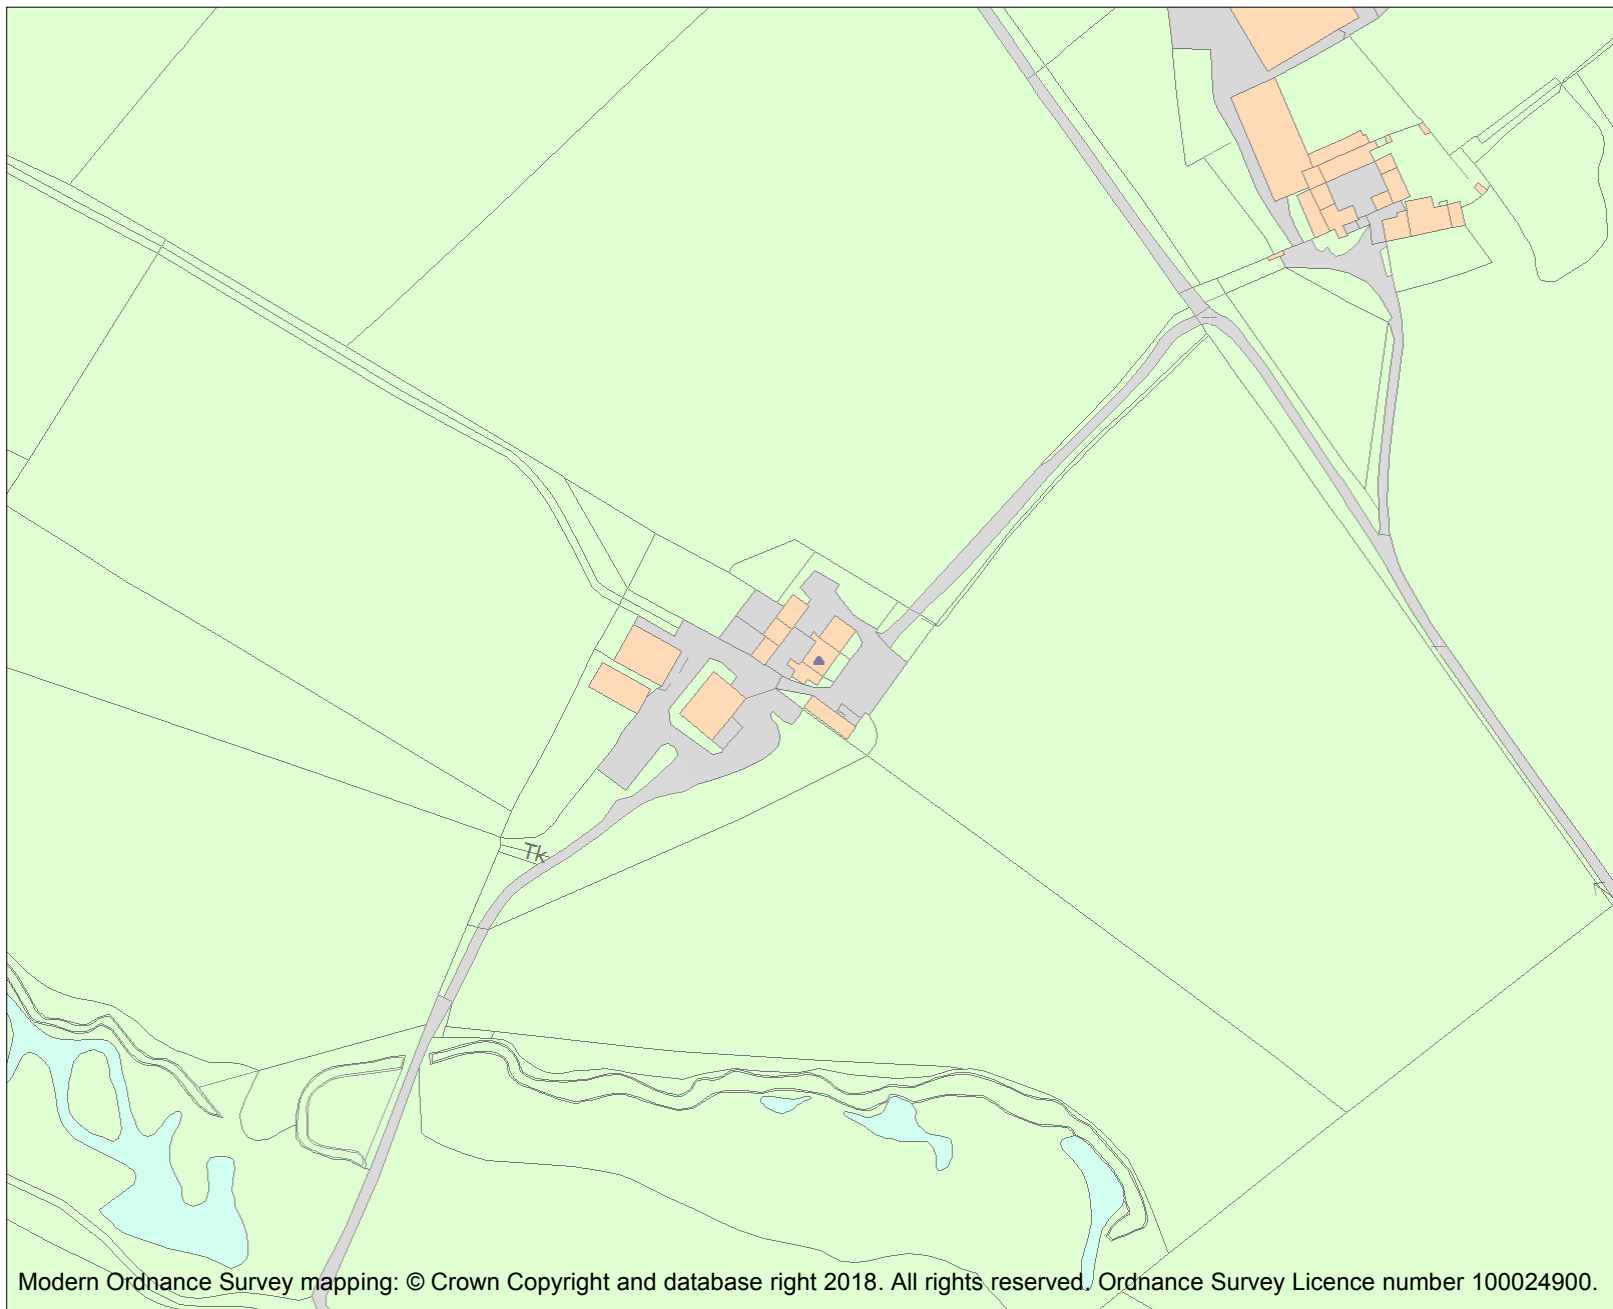 Tk
Modern Ordnance Survey mapping: © Crown Copyright and database right 2018. All rights reserved. Ordnance Survey Licence number 100024900.